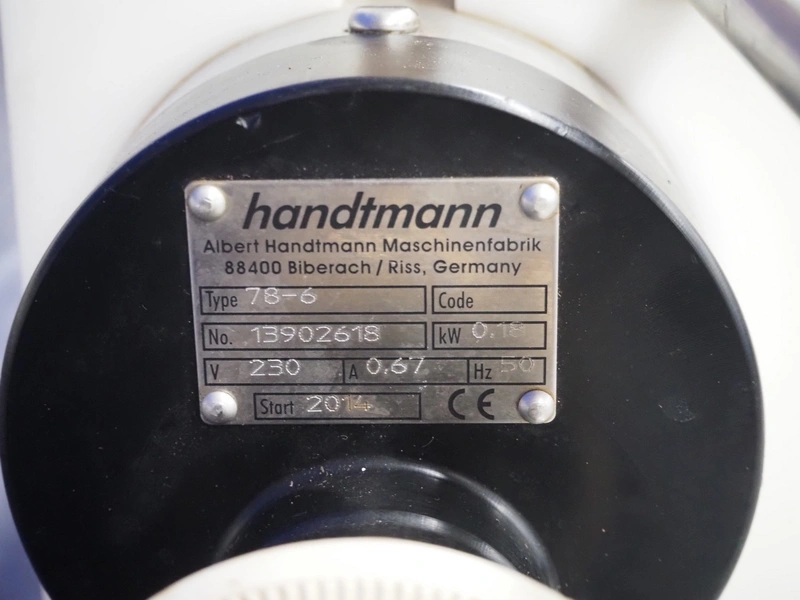 handtmann
Albert Handtmann Maschinenfabrik
88400 Biberach / Riss, Germany
Type 78-6 Code
No. 13902618 kW 0.18
V 230 A 0,67 Hz 50
Start 2014 CE